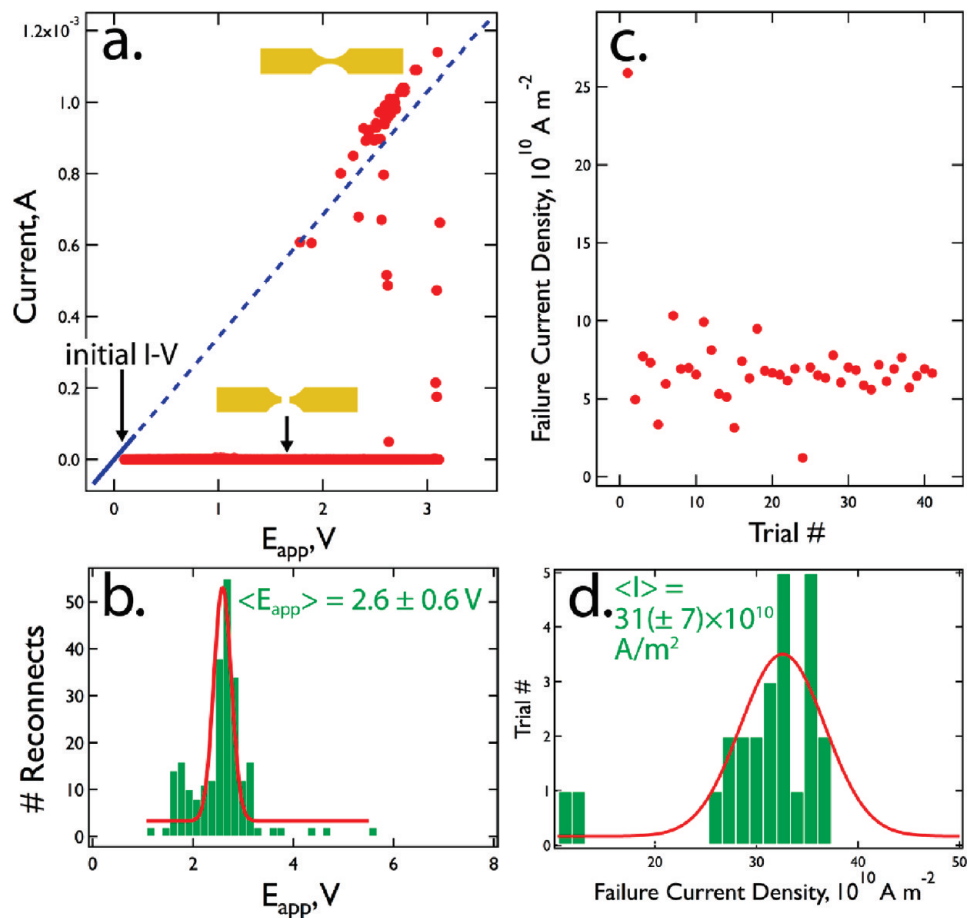 a.
1.2×10⁻³
1.0
0.8
0.6
0.4
0.2
0.0
Current, A
initial I-V
0
1
2
3
E_app, V
c.
25
20
15
10
5
0
Failure Current Density, 10¹⁰ A m⁻²
0
10
20
30
40
Trial #
b.
<E_app> = 2.6 ± 0.6 V
50
40
30
20
10
0
# Reconnects
0
2
4
6
8
E_app, V
d.
<I> =
31(± 7)×10¹⁰
A/m²
5
4
3
2
1
0
Trial #
20
30
40
50
Failure Current Density, 10¹⁰ A m⁻²